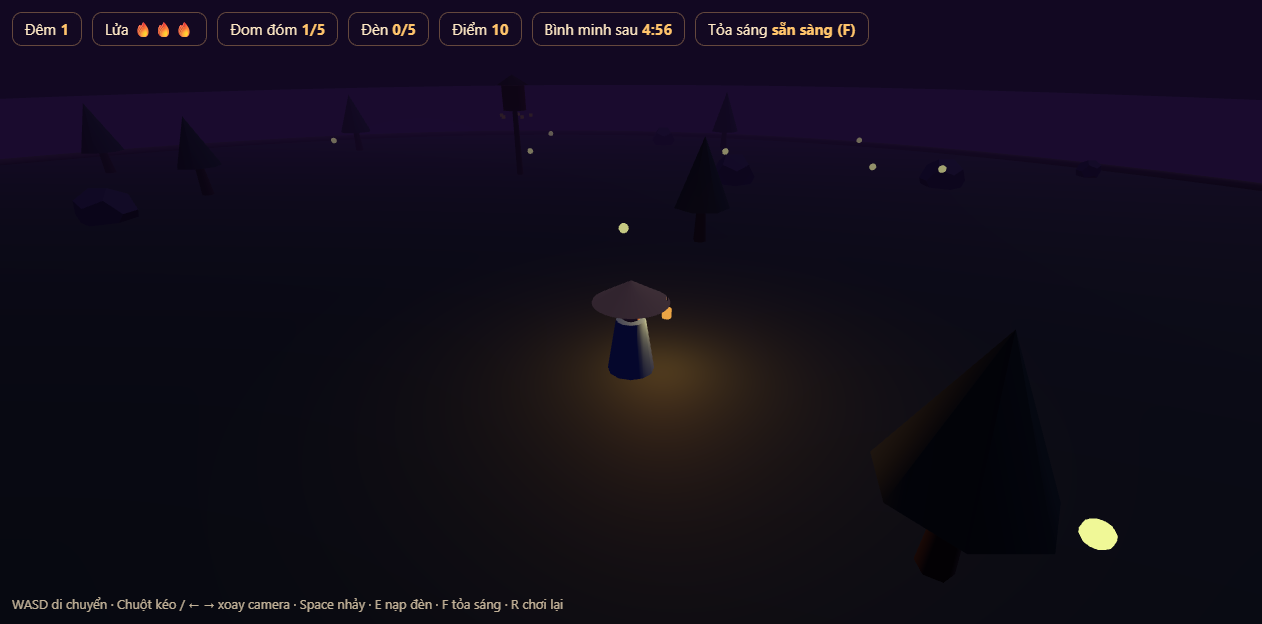 Đêm 1
Lửa 🔥 🔥 🔥
Đom đóm 1/5
Đèn 0/5
Điểm 10
Bình minh sau 4:56
Tỏa sáng sẵn sàng (F)
WASD di chuyển · Chuột kéo / ← → xoay camera · Space nhảy · E nạp đèn · F tỏa sáng · R chơi lại